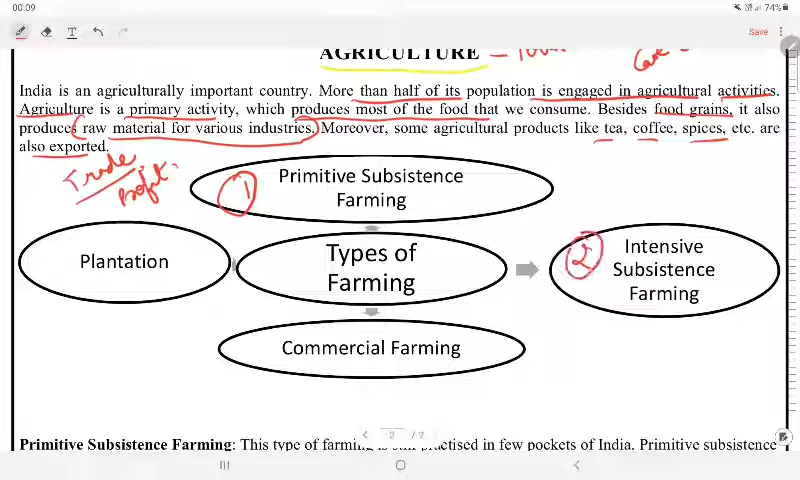 00:09
74%
T
Save
AGRICULTURE
India is an agriculturally important country. More than half of its population is engaged in agricultural activities.
Agriculture is a primary activity, which produces most of the food that we consume. Besides food grains, it also
produces raw material for various industries. Moreover, some agricultural products like tea, coffee, spices, etc. are
also exported.
Trade
Profit
Primitive Subsistence
Farming
1
Plantation
Types of
Farming
2
Intensive
Subsistence
Farming
Commercial Farming
2 / 2
Primitive Subsistence Farming: This type of farming is still practised in few pockets of India. Primitive subsistence